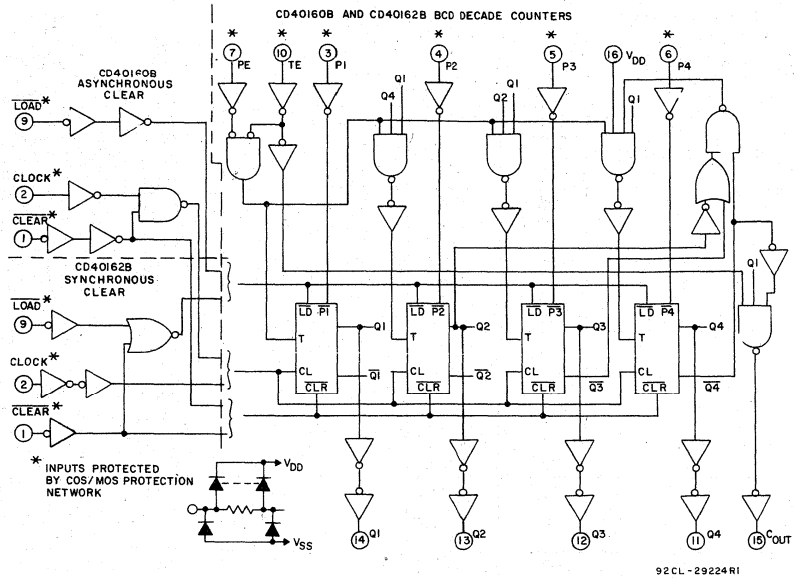 CD40160B AND CD40162B BCD DECADE COUNTERS
* * * * * *
7 PE 10 TE 3 P1 4 P2 5 P3 16 VDD 6 P4
CD40160B
ASYNCHRONOUS
CLEAR
LOAD*
9
Q4 Q1
Q2 Q1
Q1
CLOCK*
2
CLEAR*
1
CD40162B
SYNCHRONOUS
CLEAR
LOAD*
9
CLOCK*
2
CLEAR*
1
Q1
LD P1 LD P2 LD P3 LD P4
T Q1 T Q2 T Q3 T Q4
CL Q1 CL Q2 CL Q3 CL Q4
CLR CLR CLR CLR
* INPUTS PROTECTED
BY COS/MOS PROTECTION
NETWORK
VDD
VSS
14 Q1 13 Q2 12 Q3 11 Q4 15 COUT
92CL-29224R1